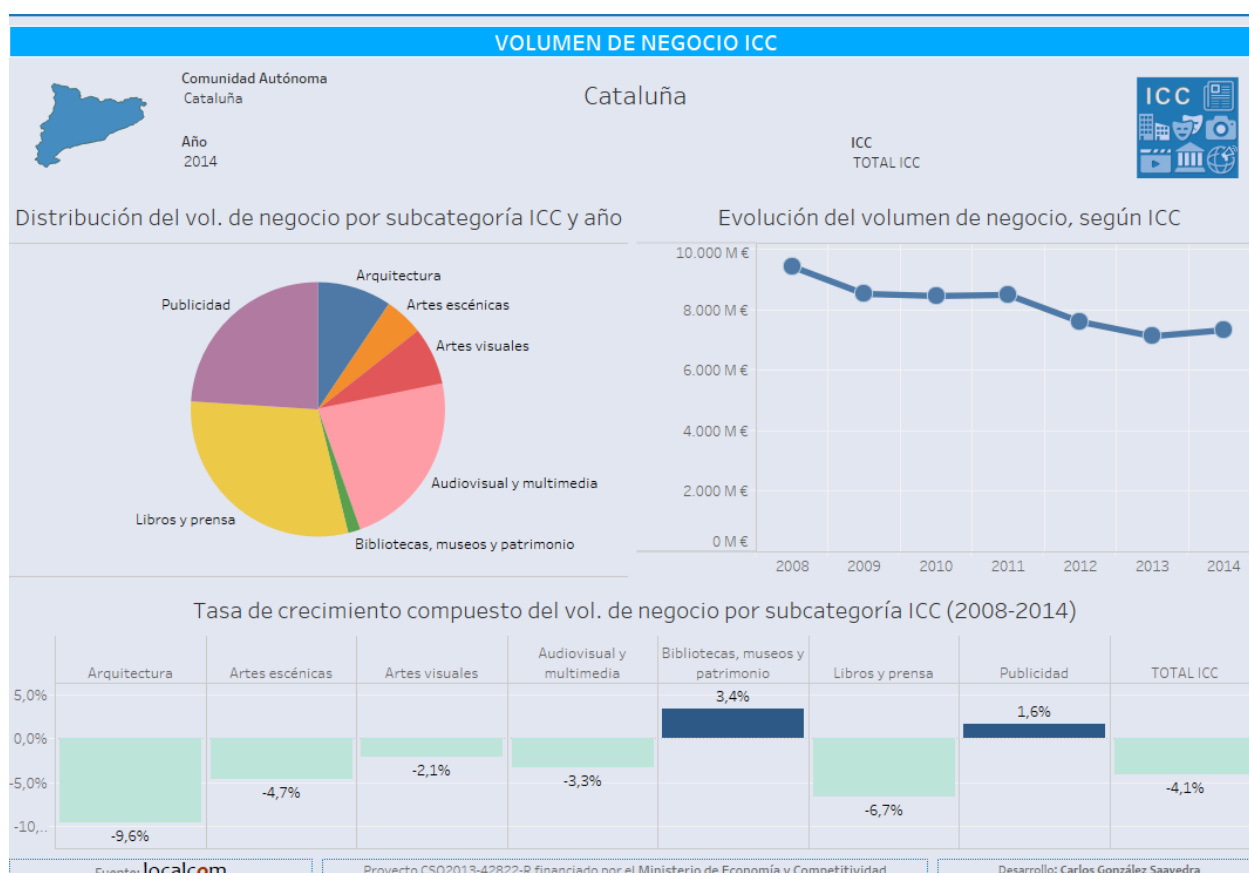 VOLUMEN DE NEGOCIO ICC
Comunidad Autónoma
Cataluña
Año
2014
Cataluña
ICC
TOTAL ICC
ICC
Distribución del vol. de negocio por subcategoría ICC y año
Arquitectura
Artes escénicas
Artes visuales
Audiovisual y multimedia
Bibliotecas, museos y patrimonio
Libros y prensa
Publicidad
Evolución del volumen de negocio, según ICC
10.000 M €
8.000 M €
6.000 M €
4.000 M €
2.000 M €
0 M €
2008 2009 2010 2011 2012 2013 2014
Tasa de crecimiento compuesto del vol. de negocio por subcategoría ICC (2008-2014)
Arquitectura
Artes escénicas
Artes visuales
Audiovisual y
multimedia
Bibliotecas, museos y
patrimonio
Libros y prensa
Publicidad
TOTAL ICC
5,0%
0,0%
-5,0%
-10,..
-9,6%
-4,7%
-2,1%
-3,3%
3,4%
-6,7%
1,6%
-4,1%
Fuente: localcom
Proyecto CSO2013-42822-R financiado por el Ministerio de Economía y Competitividad
Desarrollo: Carlos González Saavedra